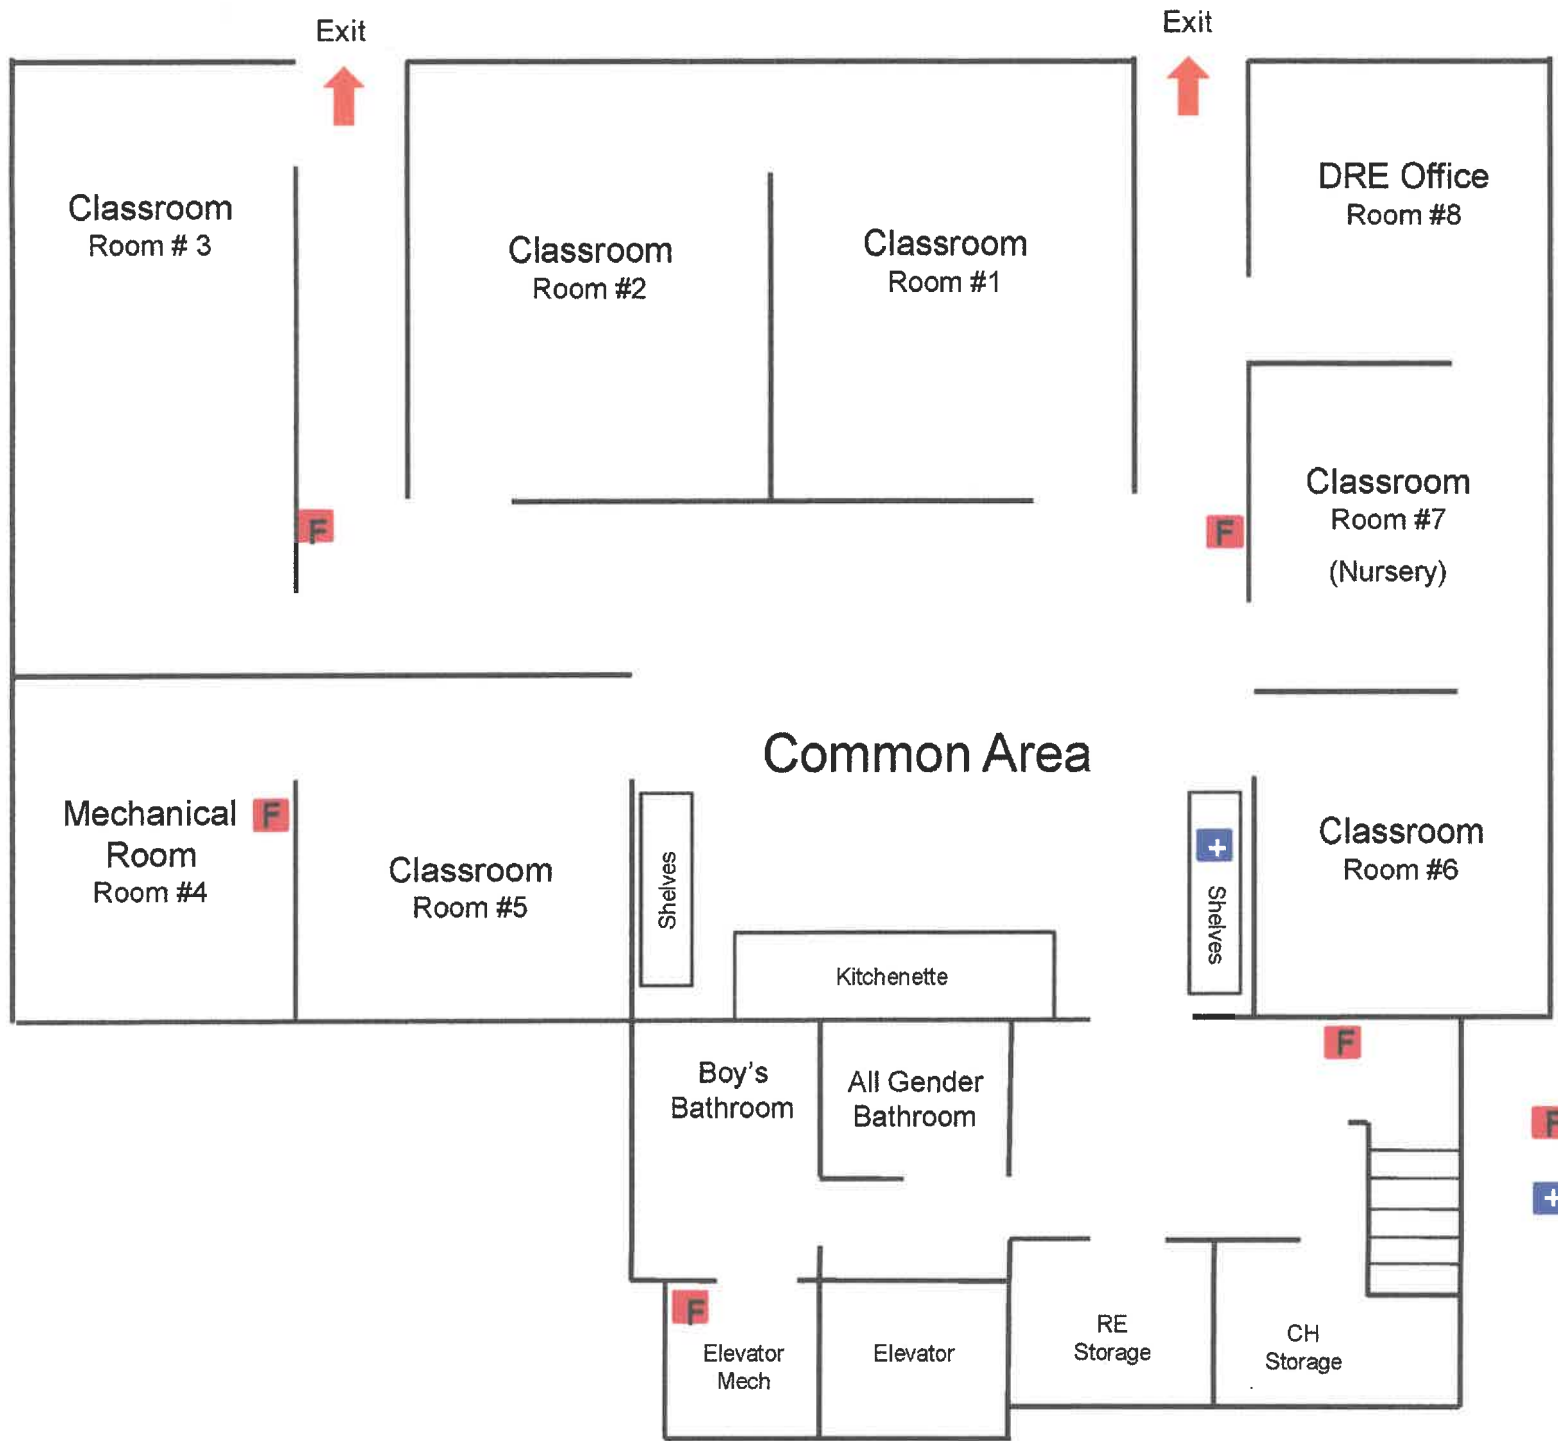 Exit
Exit
Classroom
Room # 3
Classroom
Room #2
Classroom
Room #1
DRE Office
Room #8
F
F
Classroom
Room #7
(Nursery)
Common Area
Mechanical
Room
Room #4
F
Classroom
Room #5
Shelves
+
Shelves
Classroom
Room #6
Kitchenette
Boy's
Bathroom
All Gender
Bathroom
F
F
+
F
Elevator
Mech
Elevator
RE
Storage
CH
Storage